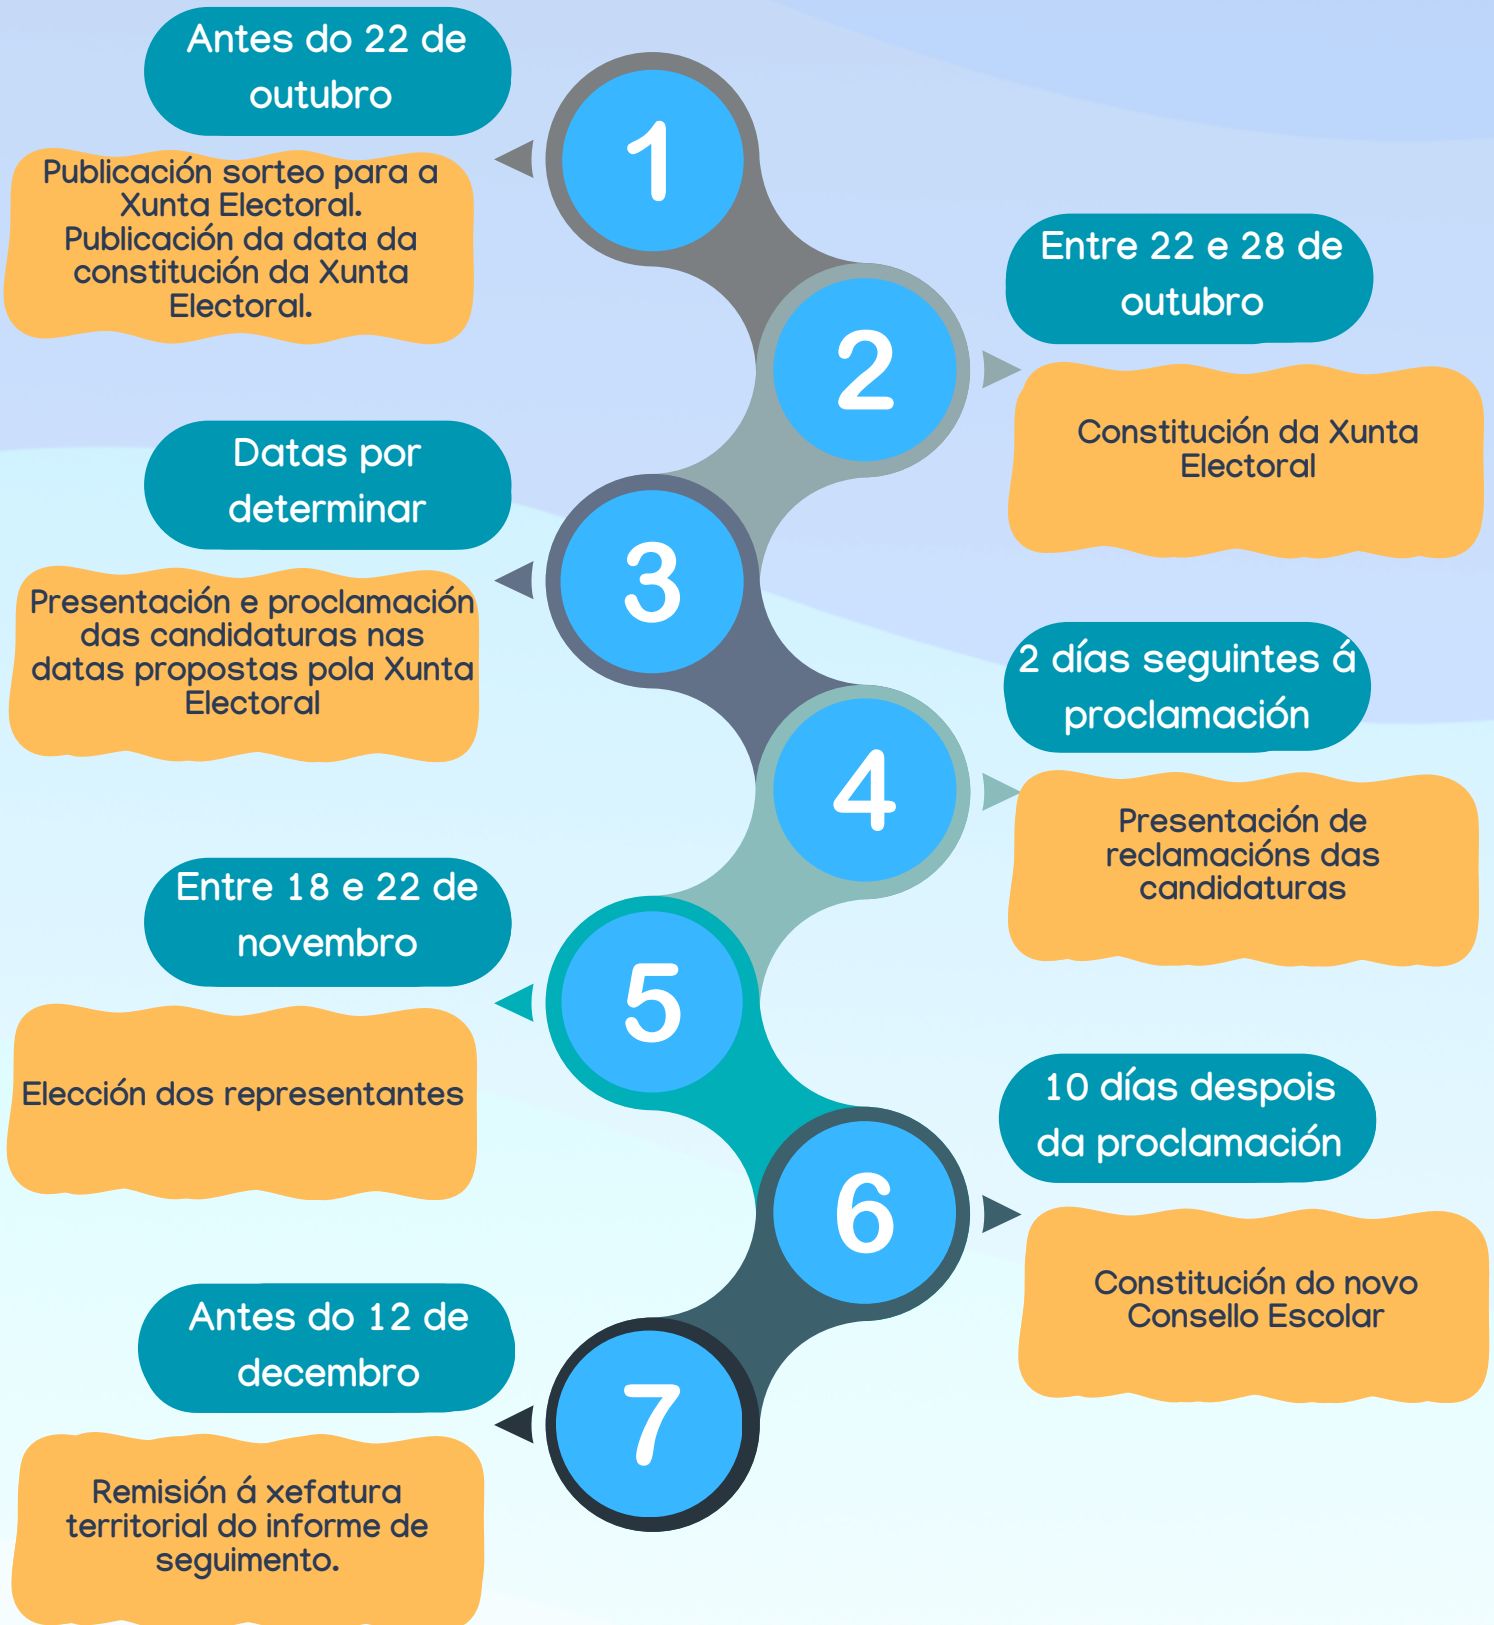 Antes do 22 de
outubro
Publicación sorteo para a
Xunta Electoral.
Publicación da data da
constitución da Xunta
Electoral.
1
Entre 22 e 28 de
outubro
2
Constitución da Xunta
Electoral
Datas por
determinar
3
Presentación e proclamación
das candidaturas nas
datas propostas pola Xunta
Electoral
2 días seguintes á
proclamación
4
Presentación de
reclamacións das
candidaturas
Entre 18 e 22 de
novembro
5
Elección dos representantes
10 días despois
da proclamación
6
Constitución do novo
Consello Escolar
Antes do 12 de
decembro
7
Remisión á xefatura
territorial do informe de
seguimento.